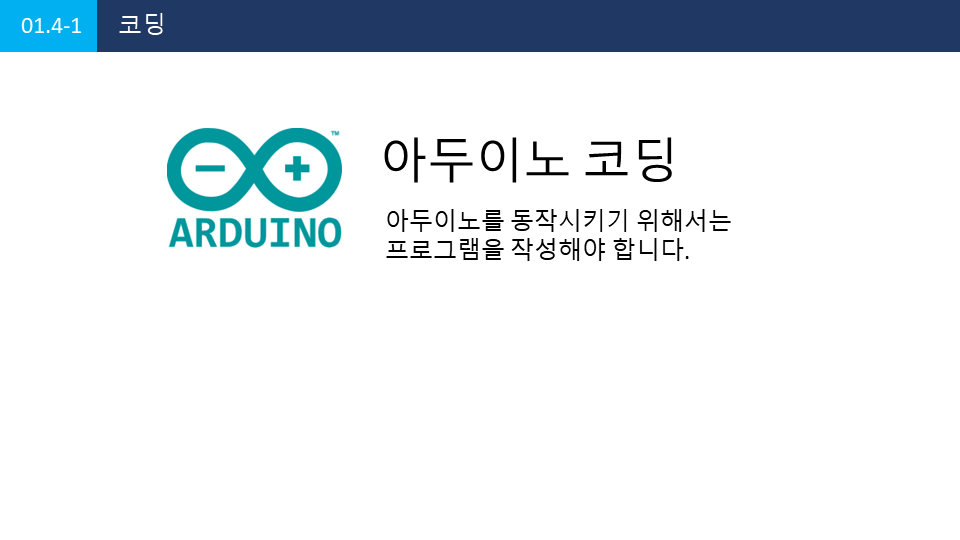 01.4-1 코딩
아두이노 코딩
ARDUINO
™
아두이노를 동작시키기 위해서는
프로그램을 작성해야 합니다.